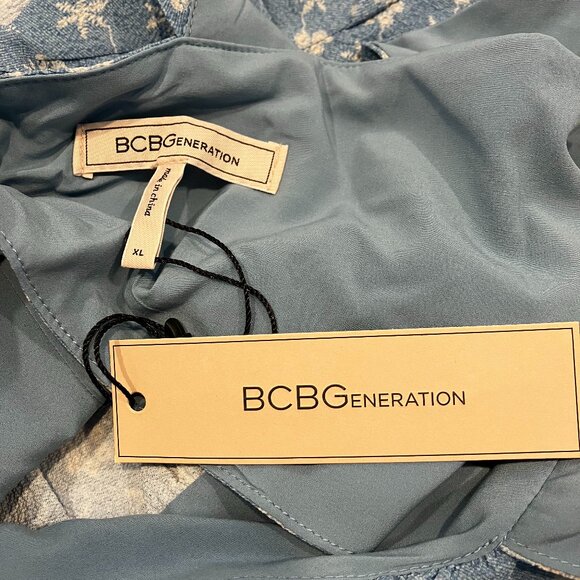 BCBGENERATION
made in china
XL
BCBGENERATION